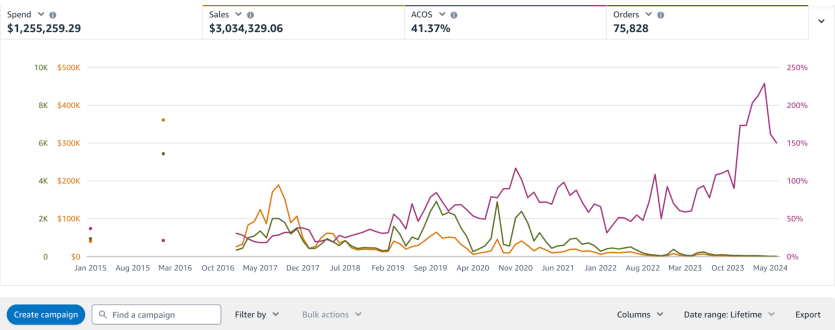 Spend Sales ACOS Orders
$1,255,259.29 $3,034,329.06 41.37% 75,828
10K $500K 250%
8K $400K 200%
6K $300K 150%
4K $200K 100%
2K $100K 50%
0 $0 0%
Jan 2015 Aug 2015 Mar 2016 Oct 2016 May 2017 Dec 2017 Jul 2018 Feb 2019 Sep 2019 Apr 2020 Nov 2020 Jun 2021 Jan 2022 Aug 2022 Mar 2023 Oct 2023 May 2024
Create campaign Find a campaign Filter by Bulk actions Columns Date range: Lifetime Export